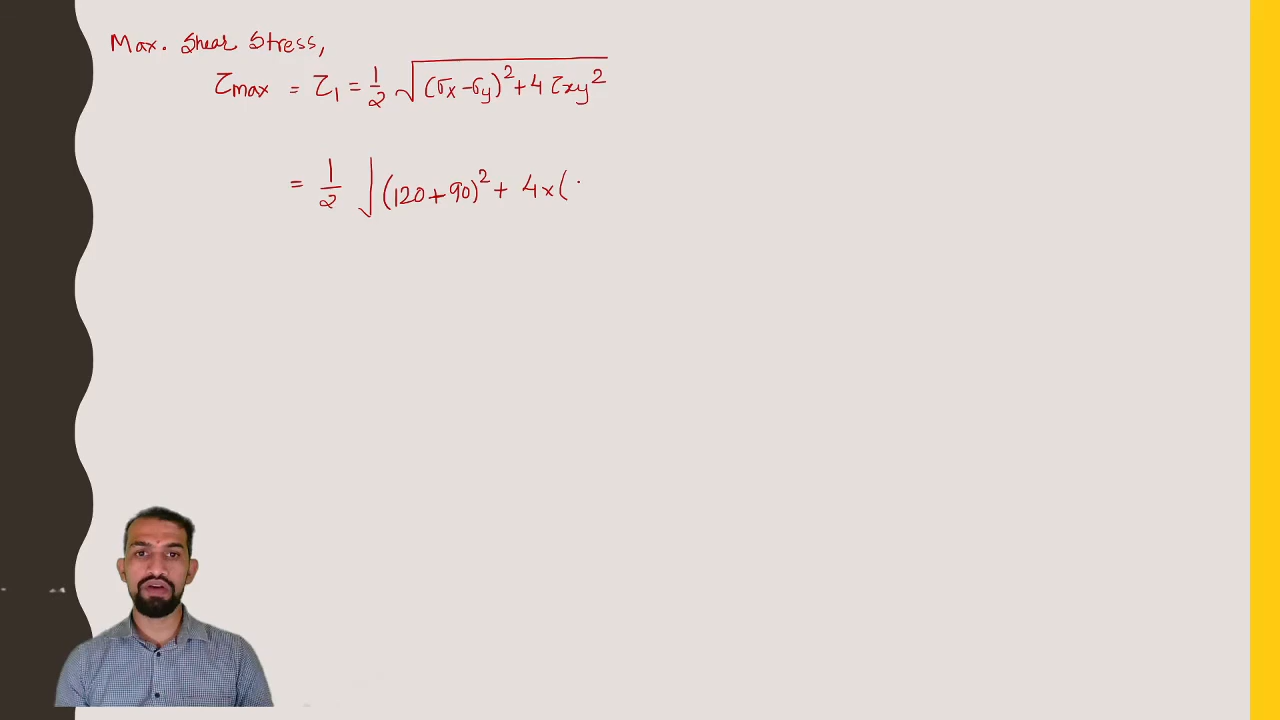 Max. Shear Stress,
τmax = τ1 = 1/2 √(σx - σy)² + 4 τxy²
= 1/2 √(120+90)² + 4×(